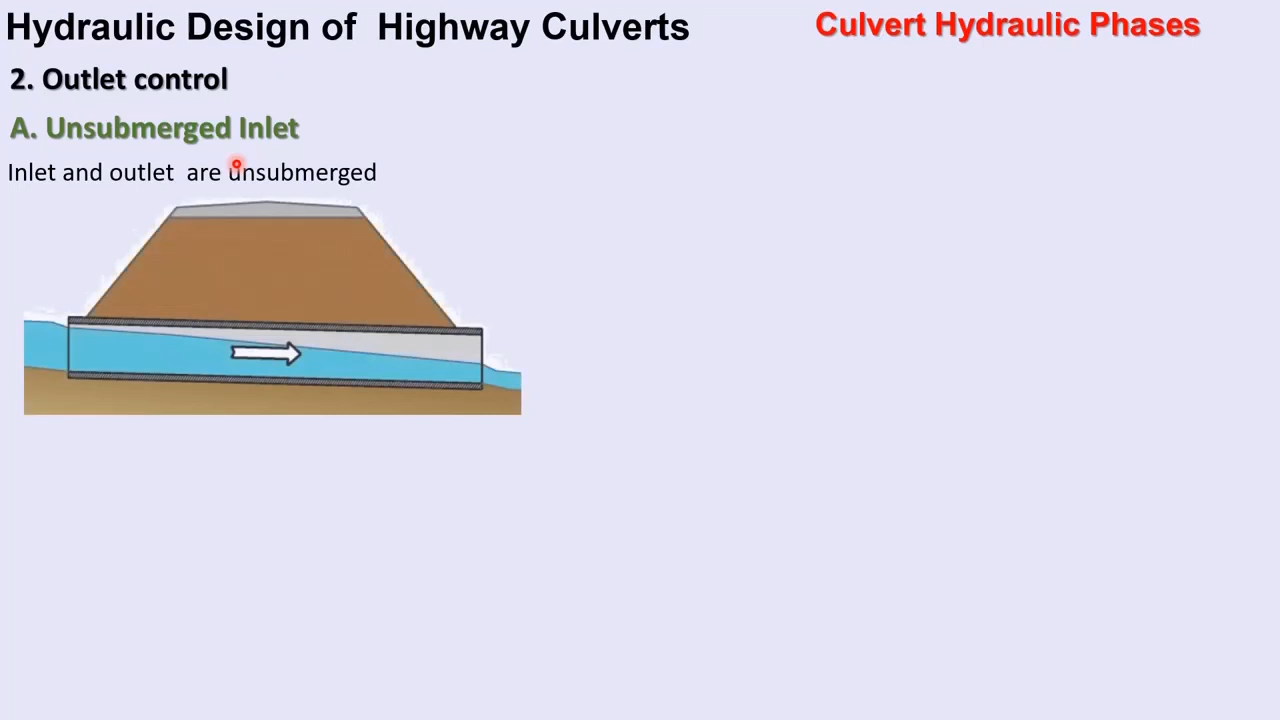 Hydraulic Design of Highway Culverts
Culvert Hydraulic Phases
2. Outlet control
A. Unsubmerged Inlet
Inlet and outlet are unsubmerged